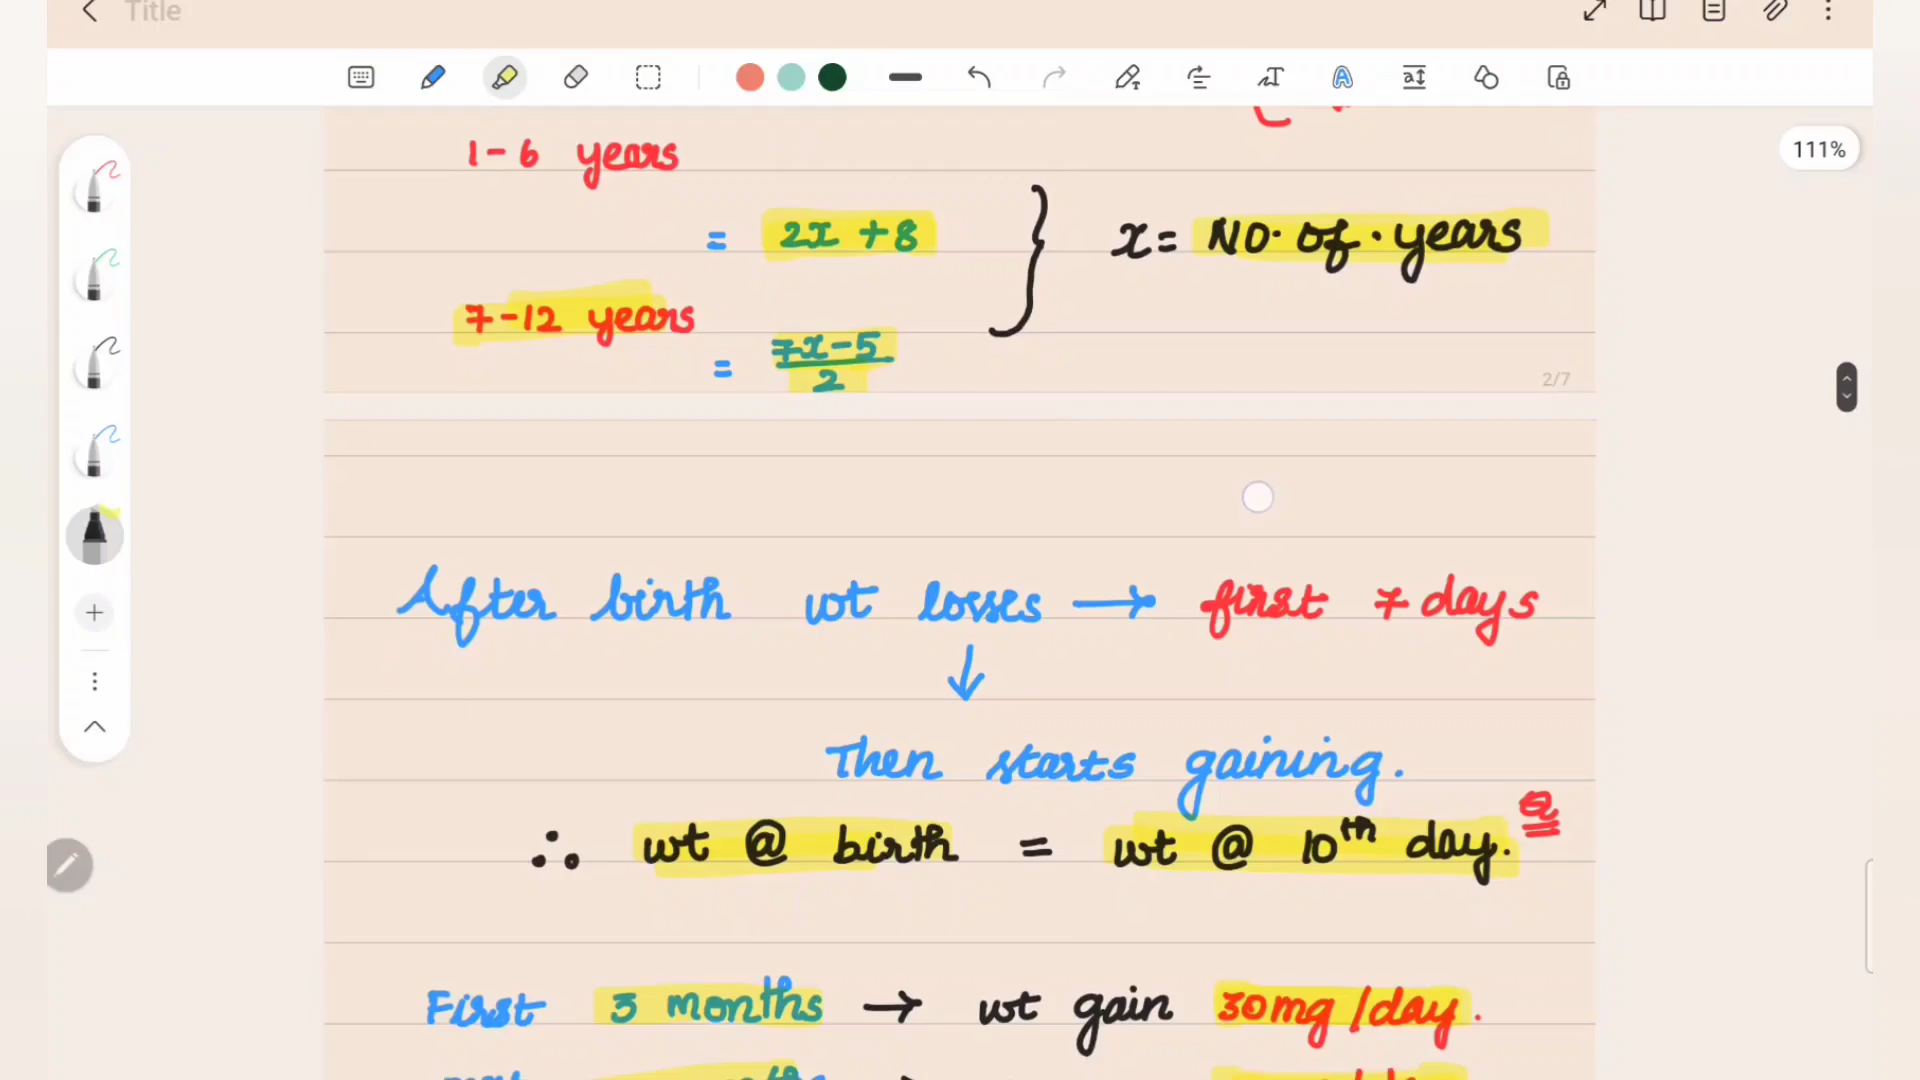 Title
111%
1-6 years
= 2x +8
x= NO. of. years
7-12 years
= 7x-5
2
2/7
After birth wt losses → first 7 days
↓
Then starts gaining.
∴ wt @ birth = wt @ 10th day.
First 3 months → wt gain 30mg/day.